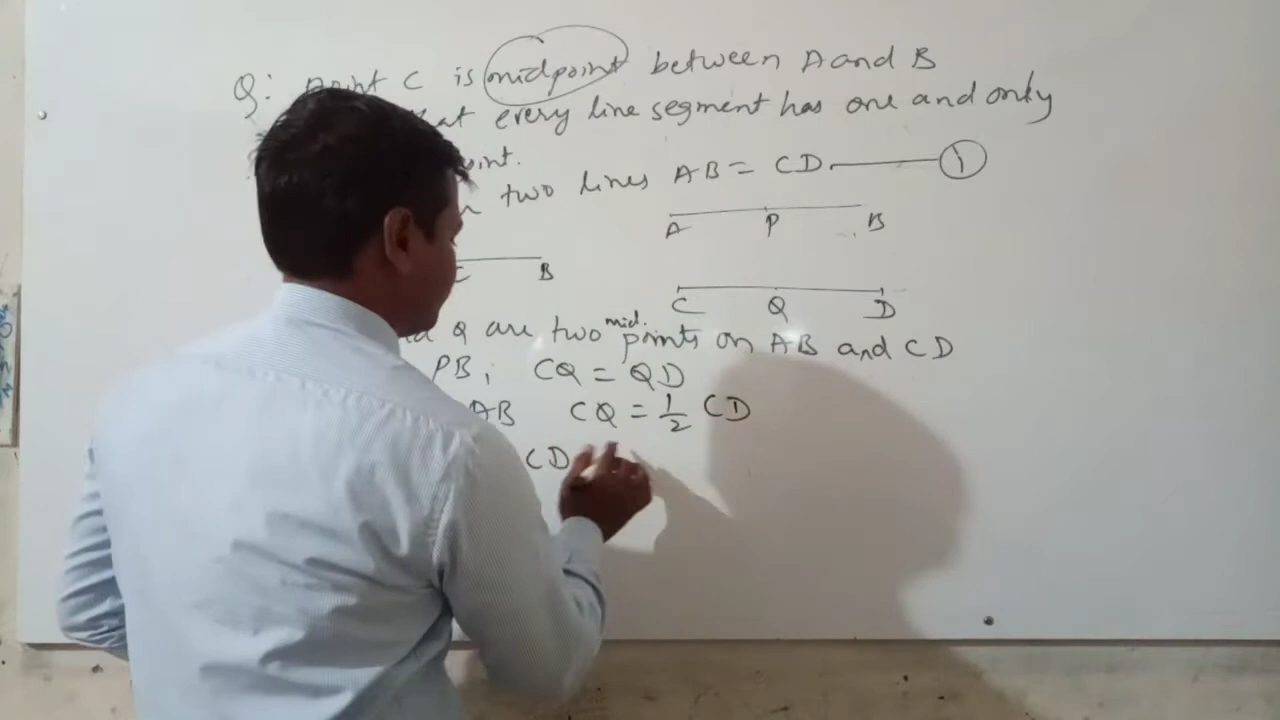 Q: Point C is midpoint between A and B
at every line segment has one and only
point.
two lines AB = CD 1
A P B
C B
C Q D
Q are two mid. points on AB and CD
PB, CQ = QD
AB CQ = 1/2 CD
CD